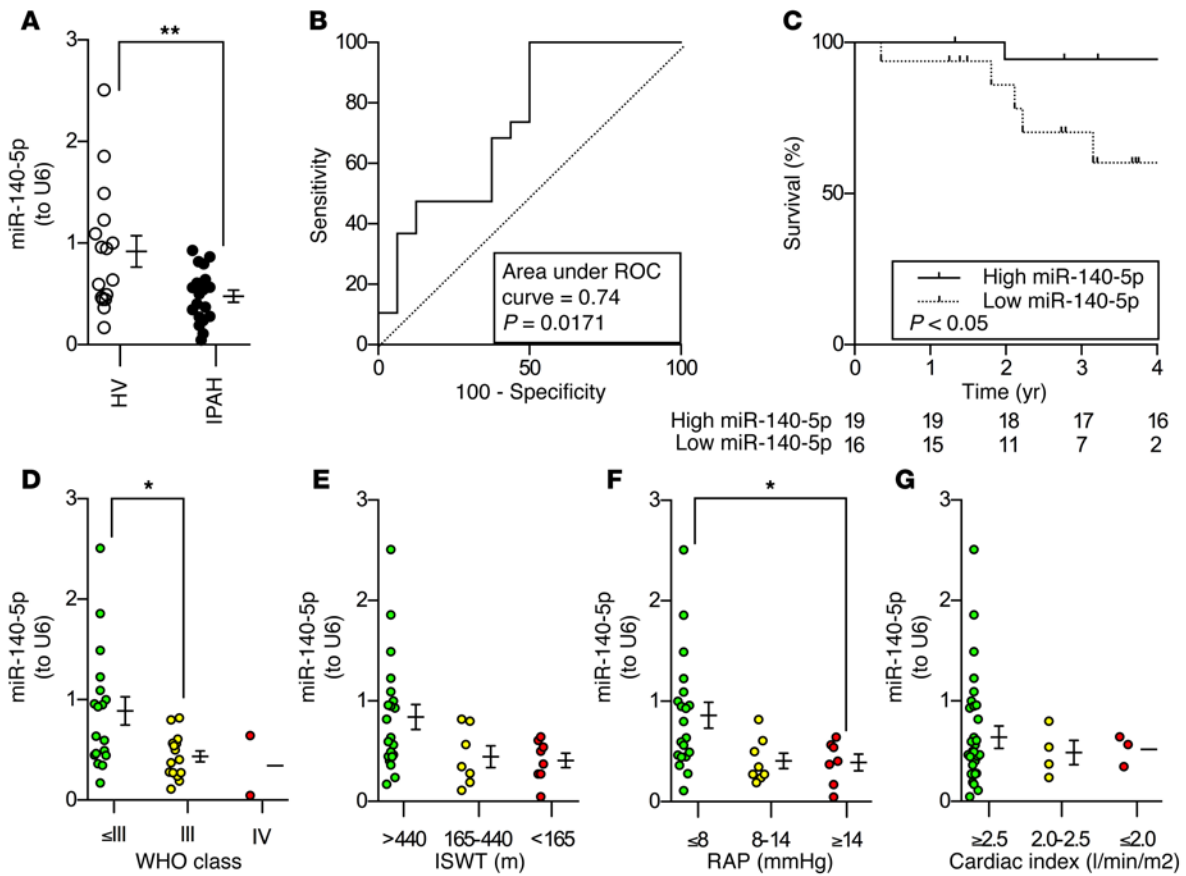 A
3
2
1
0
miR-140-5p
(to U6)
**
HV
IPAH
B
100
80
60
40
20
0
Sensitivity
0
50
100
100 - Specificity
Area under ROC
curve = 0.74
P = 0.0171
C
100
50
0
Survival (%)
High miR-140-5p
Low miR-140-5p
P < 0.05
0 1 2 3 4
Time (yr)
High miR-140-5p 19 19 18 17 16
Low miR-140-5p 16 15 11 7 2
D
3
2
1
0
miR-140-5p
(to U6)
*
≤III III IV
WHO class
E
3
2
1
0
miR-140-5p
(to U6)
>440 165-440 <165
ISWT (m)
F
3
2
1
0
miR-140-5p
(to U6)
*
≤8 8-14 ≥14
RAP (mmHg)
G
3
2
1
0
miR-140-5p
(to U6)
≥2.5 2.0-2.5 ≤2.0
Cardiac index (l/min/m2)